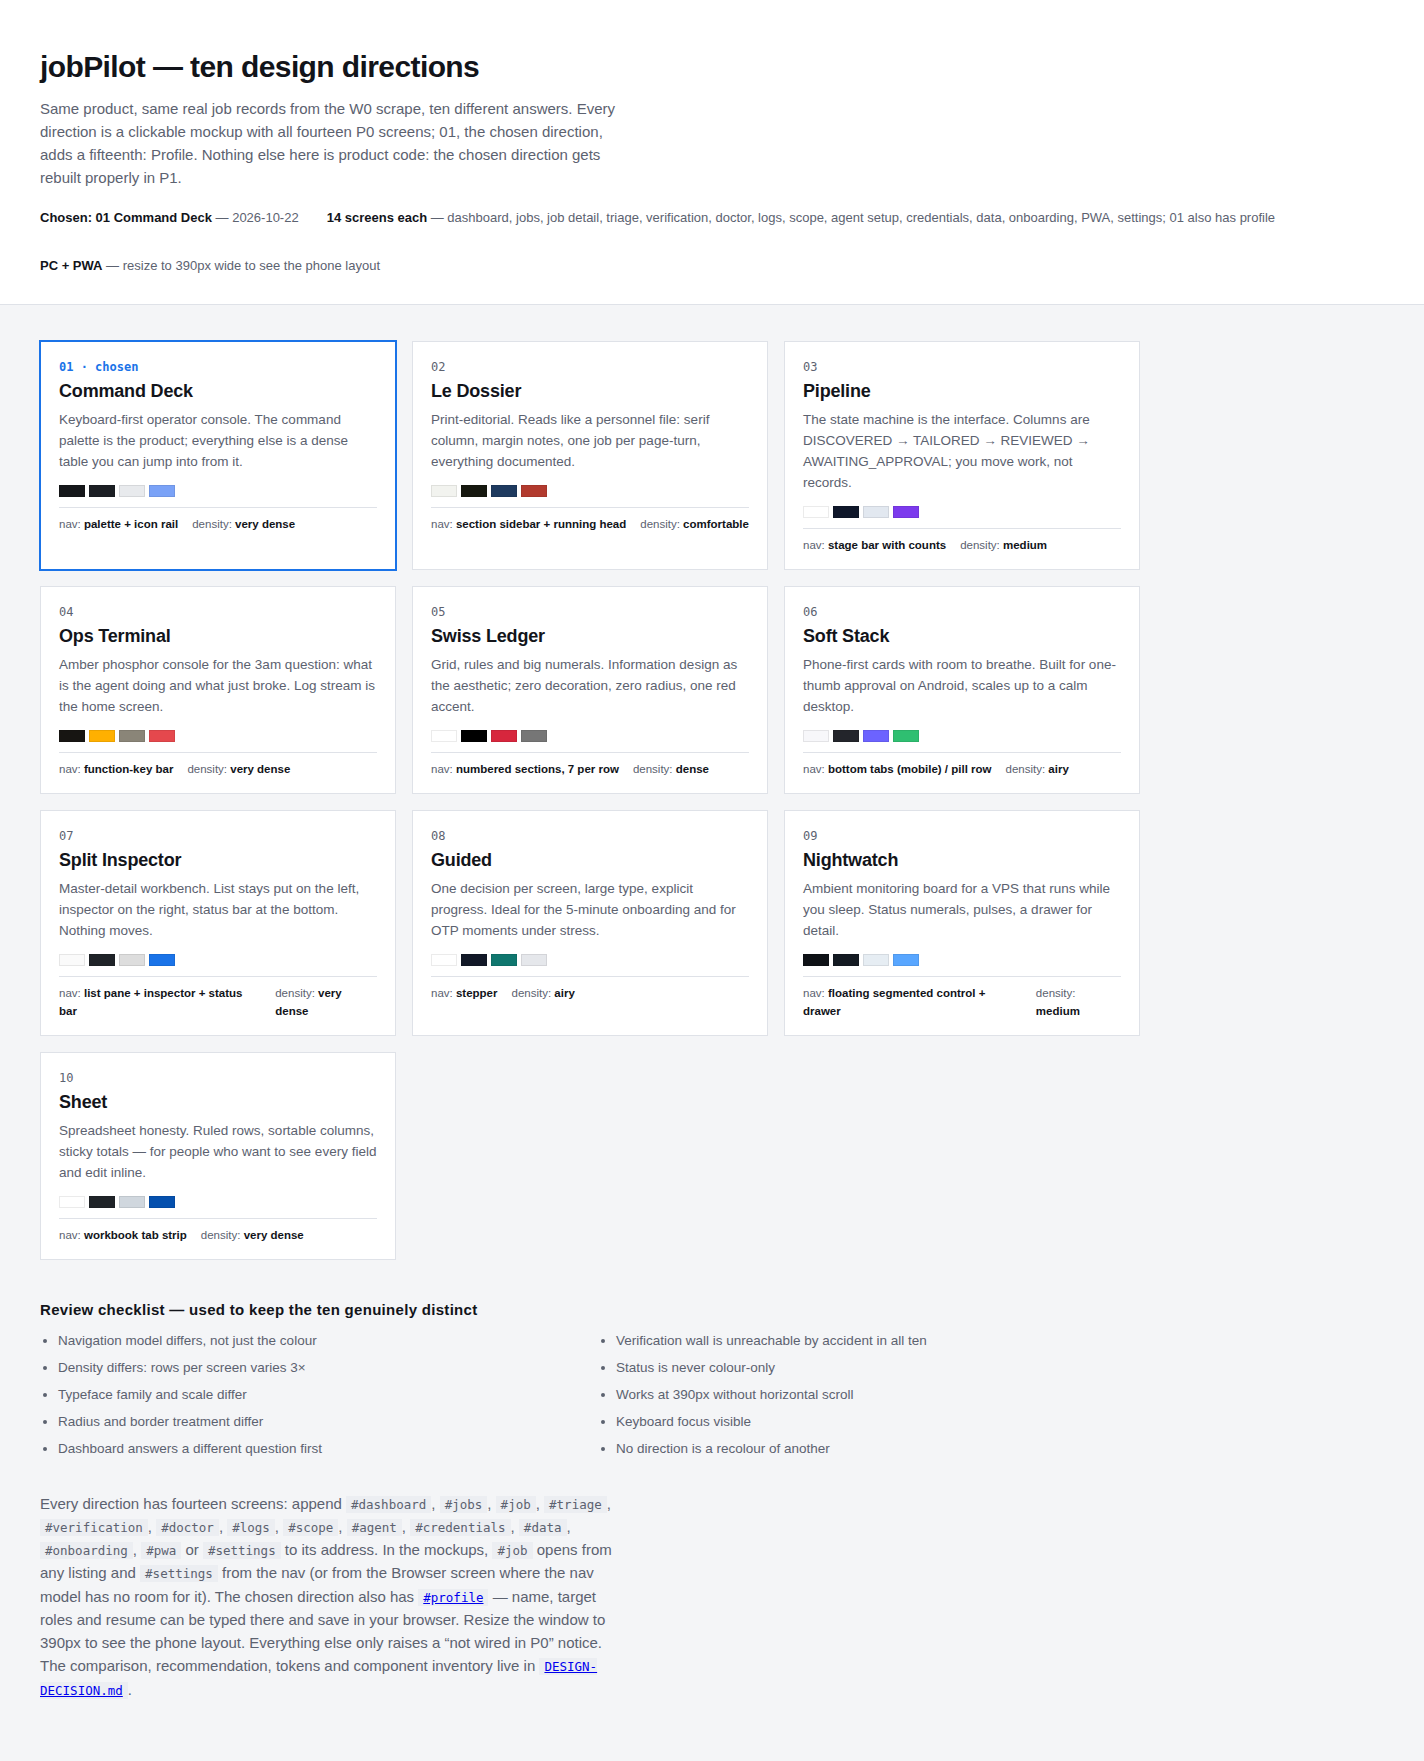 jobPilot — ten design directions
Same product, same real job records from the W0 scrape, ten different answers. Every
direction is a clickable mockup with all fourteen P0 screens; 01, the chosen direction,
adds a fifteenth: Profile. Nothing else here is product code: the chosen direction gets
rebuilt properly in P1.
Chosen: 01 Command Deck — 2026-10-22 14 screens each — dashboard, jobs, job detail, triage, verification, doctor, logs, scope, agent setup, credentials, data, onboarding, PWA, settings; 01 also has profile
PC + PWA — resize to 390px wide to see the phone layout
01 · chosen
Command Deck
Keyboard-first operator console. The command
palette is the product; everything else is a dense
table you can jump into from it.
nav: palette + icon rail density: very dense
02
Le Dossier
Print-editorial. Reads like a personnel file: serif
column, margin notes, one job per page-turn,
everything documented.
nav: section sidebar + running head density: comfortable
03
Pipeline
The state machine is the interface. Columns are
DISCOVERED → TAILORED → REVIEWED →
AWAITING_APPROVAL; you move work, not
records.
nav: stage bar with counts density: medium
04
Ops Terminal
Amber phosphor console for the 3am question: what
is the agent doing and what just broke. Log stream is
the home screen.
nav: function-key bar density: very dense
05
Swiss Ledger
Grid, rules and big numerals. Information design as
the aesthetic; zero decoration, zero radius, one red
accent.
nav: numbered sections, 7 per row density: dense
06
Soft Stack
Phone-first cards with room to breathe. Built for one-
thumb approval on Android, scales up to a calm
desktop.
nav: bottom tabs (mobile) / pill row density: airy
07
Split Inspector
Master-detail workbench. List stays put on the left,
inspector on the right, status bar at the bottom.
Nothing moves.
nav: list pane + inspector + status density: very
bar dense
08
Guided
One decision per screen, large type, explicit
progress. Ideal for the 5-minute onboarding and for
OTP moments under stress.
nav: stepper density: airy
09
Nightwatch
Ambient monitoring board for a VPS that runs while
you sleep. Status numerals, pulses, a drawer for
detail.
nav: floating segmented control + density:
drawer medium
10
Sheet
Spreadsheet honesty. Ruled rows, sortable columns,
sticky totals — for people who want to see every field
and edit inline.
nav: workbook tab strip density: very dense
Review checklist — used to keep the ten genuinely distinct
• Navigation model differs, not just the colour
• Density differs: rows per screen varies 3×
• Typeface family and scale differ
• Radius and border treatment differ
• Dashboard answers a different question first
• Verification wall is unreachable by accident in all ten
• Status is never colour-only
• Works at 390px without horizontal scroll
• Keyboard focus visible
• No direction is a recolour of another
Every direction has fourteen screens: append #dashboard, #jobs, #job, #triage,
#verification, #doctor, #logs, #scope, #agent, #credentials, #data,
#onboarding, #pwa or #settings to its address. In the mockups, #job opens from
any listing and #settings from the nav (or from the Browser screen where the nav
model has no room for it). The chosen direction also has #profile — name, target
roles and resume can be typed there and save in your browser. Resize the window to
390px to see the phone layout. Everything else only raises a “not wired in P0” notice.
The comparison, recommendation, tokens and component inventory live in DESIGN-
DECISION.md.